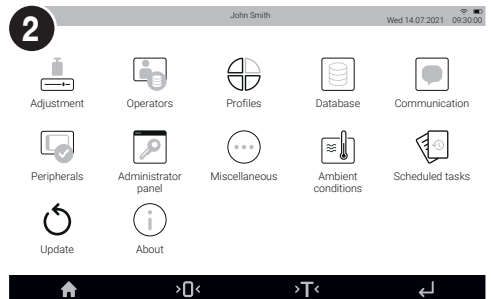 2
John Smith
Wed 14.07.2021 09:30:00
Adjustment
Operators
Profiles
Database
Communication
Peripherals
Administrator
panel
Miscellaneous
Ambient
conditions
Scheduled tasks
Update
About
>0<
>T<